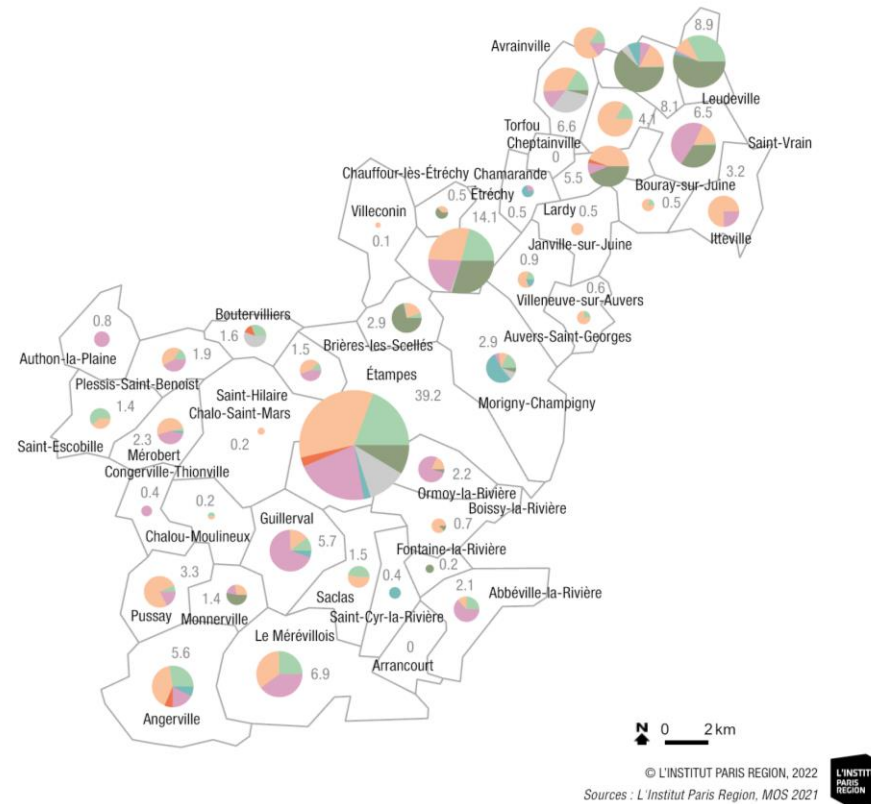 8.9
Avrainville
Leudeville
8.1
6.5
4.1
Torfou
6.6
Saint-Vrain
Cheptainville
0
3.2
Chauffour-lès-Étréchy
Chamarande
5.5
Bouray-sur-Juine
0.5
Étréchy
0.5
Villeconin
14.1
0.5
Lardy
0.5
Itteville
0.1
Janville-sur-Juine
0.9
0.6
Villeneuve-sur-Auvers
0.8
Boutervilliers
2.9
Auvers-Saint-Georges
1.6
Brières-les-Scellés
2.9
Authon-la-Plaine
1.9
1.5
Étampes
Plessis-Saint-Benoist
39.2
Morigny-Champigny
1.4
Saint-Hilaire
Chalo-Saint-Mars
Saint-Escobille
2.3
0.2
Mérobert
Congerville-Thionville
2.2
0.4
0.2
Ormoy-la-Rivière
Boissy-la-Rivière
Guillerval
0.7
Chalou-Moulineux
5.7
Fontaine-la-Rivière
3.3
1.5
0.4
0.2
1.4
Saclas
2.1
Abbéville-la-Rivière
Pussay
Monnerville
Saint-Cyr-la-Rivière
Le Mérévillois
0
5.6
Arrancourt
6.9
Angerville
N 0 2 km
© L'INSTITUT PARIS REGION, 2022
Sources : L'Institut Paris Region, MOS 2021
PARIS
REGION